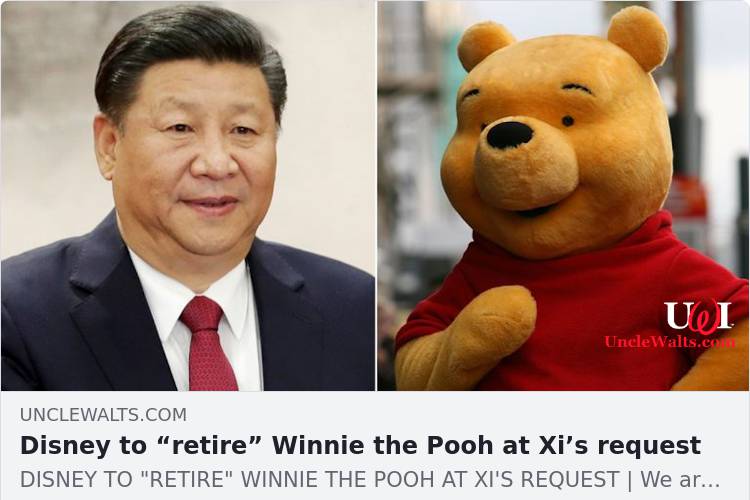 UWI
UncleWalts.com
UNCLEWALTS.COM
Disney to “retire” Winnie the Pooh at Xi’s request
DISNEY TO "RETIRE" WINNIE THE POOH AT XI'S REQUEST | We ar…